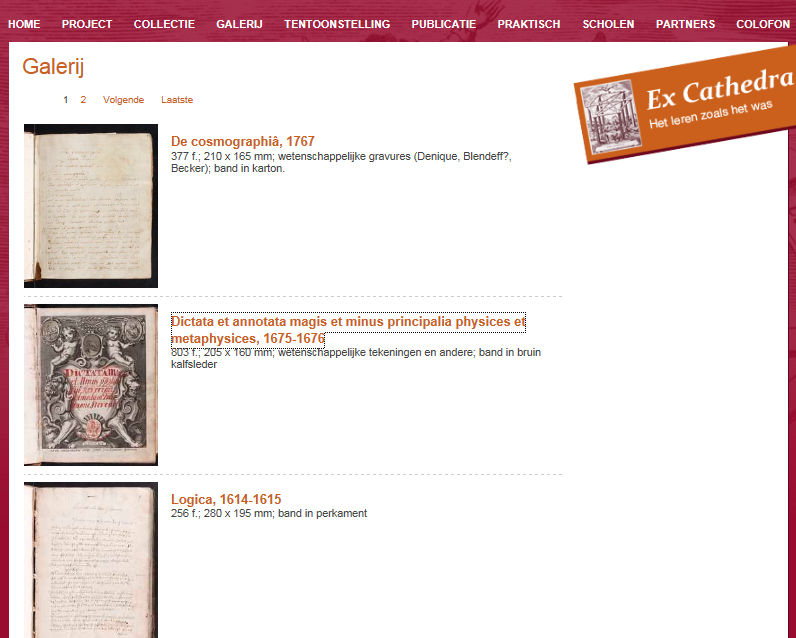 HOME PROJECT COLLECTIE GALERIJ TENTOONSTELLING PUBLICATIE PRAKTISCH SCHOLEN PARTNERS COLOFON
Galerij
1 2 Volgende Laatste
Ex Cathedra
Het leren zoals het was
De cosmographiâ, 1767
377 f.; 210 x 165 mm; wetenschappelijke gravures (Denique, Blendeff?,
Becker); band in karton.
Dictata et annotata magis et minus principalia physices et
metaphysices, 1675-1676
803 f.; 205 x 160 mm; wetenschappelijke tekeningen en andere; band in bruin
kalfsleder
Logica, 1614-1615
256 f.; 280 x 195 mm; band in perkament